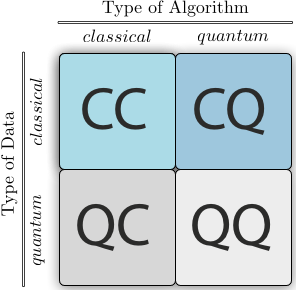 Type of Algorithm
classical quantum
Type of Data
classical
CC CQ
quantum
QC QQ